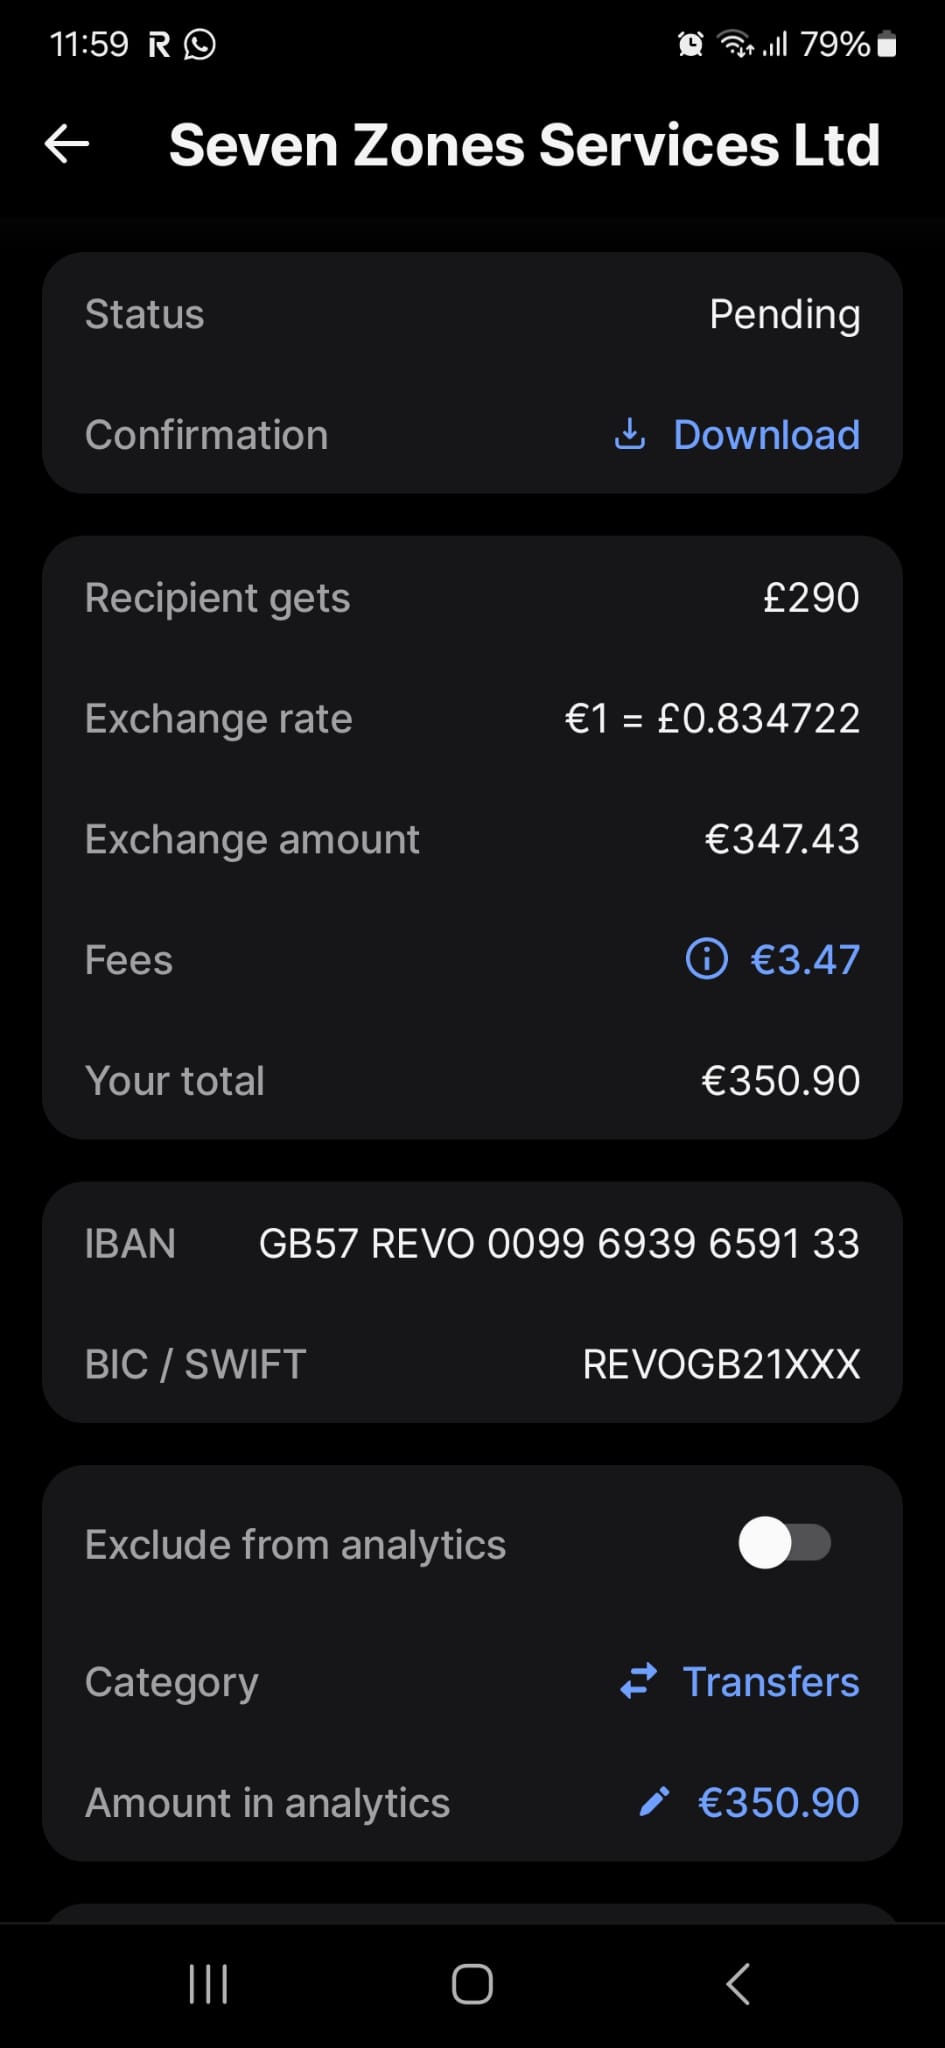 11:59 R 79%
Seven Zones Services Ltd
Status Pending
Confirmation Download
Recipient gets £290
Exchange rate €1 = £0.834722
Exchange amount €347.43
Fees €3.47
Your total €350.90
IBAN GB57 REVO 0099 6939 6591 33
BIC / SWIFT REVOGB21XXX
Exclude from analytics
Category Transfers
Amount in analytics €350.90